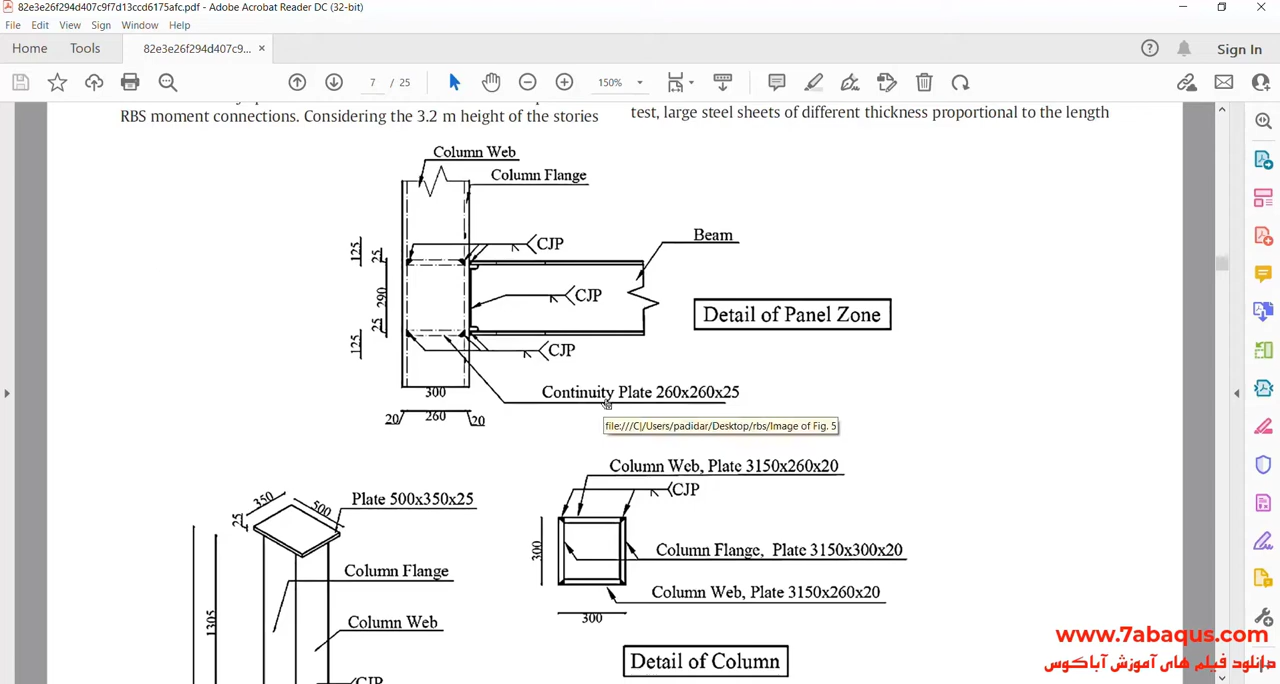 82e3e26f294d407c9f7d13ccd6175afc.pdf - Adobe Acrobat Reader DC (32-bit)
File Edit View Sign Window Help
Home Tools 82e3e26f294d407c9... × Sign In
7 / 25 150%
RBS moment connections. Considering the 3.2 m height of the stories
test, large steel sheets of different thickness proportional to the length
Column Web
Column Flange
CJP
Beam
125
25
290
CJP
Detail of Panel Zone
25
125
CJP
300
Continuity Plate 260x260x25
20 260 20
file:///C|/Users/padidar/Desktop/rbs/Image of Fig. 5
Column Web, Plate 3150x260x20
CJP
350 500
Plate 500x350x25
25
300
Column Flange, Plate 3150x300x20
Column Flange
Column Web, Plate 3150x260x20
1305
Column Web
300
Detail of Column
CJP
www.7abaqus.com
دانلود فیلم های آموزش آباکوس